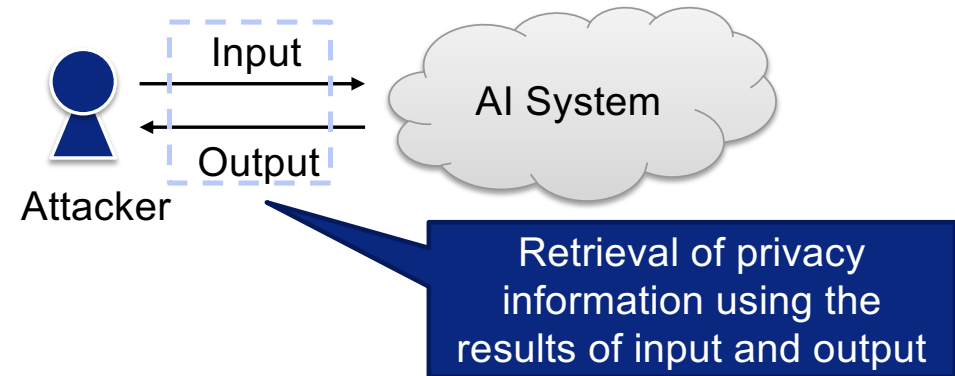 Input
AI System
Output
Attacker
Retrieval of privacy
information using the
results of input and output